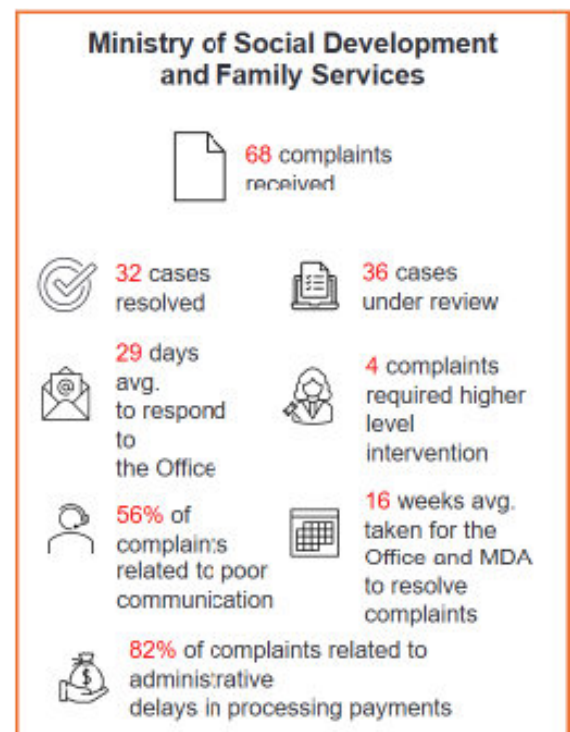 Ministry of Social Development
and Family Services
68 complaints
received
32 cases
resolved
36 cases
under review
29 days
avg.
to respond
to
the Office
4 complaints
required higher
level
intervention
56% of
complaints
related to poor
communication
16 weeks avg.
taken for the
Office and MDA
to resolve
complaints
82% of complaints related to
administrative
delays in processing payments